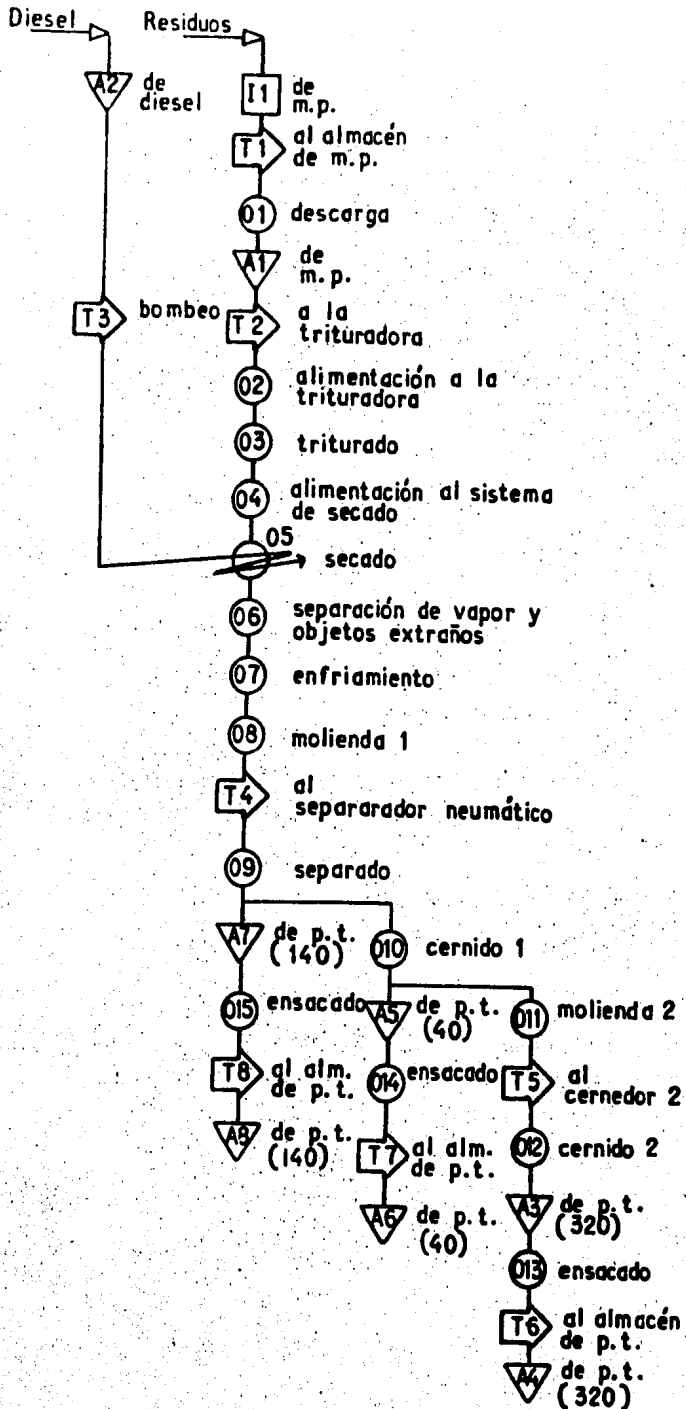 Diesel
Residuos
A2
de
diesel
I1
de
m.p.
T1
al almacén
de m.p.
01
descarga
A1
de
m.p.
T3
bombeo
T2
a la
trituradora
02
alimentación a la
trituradora
03
triturado
04
alimentación al sistema
de secado
05
secado
06
separación de vapor y
objetos extraños
07
enfriamiento
08
molienda 1
T4
al
separarador neumático
09
separado
A7
de p.t.
(140)
010
cernido 1
015
ensacado
A5
de p.t.
(40)
011
molienda 2
T8
al alm.
de p.t.
014
ensacado
T5
al
cernedor 2
A8
de p.t.
(140)
T7
al alm.
de p.t.
012
cernido 2
A6
de p.t.
(40)
A3
de p.t.
(320)
013
ensacado
T6
al almacén
de p.t.
A4
de p.t.
(320)